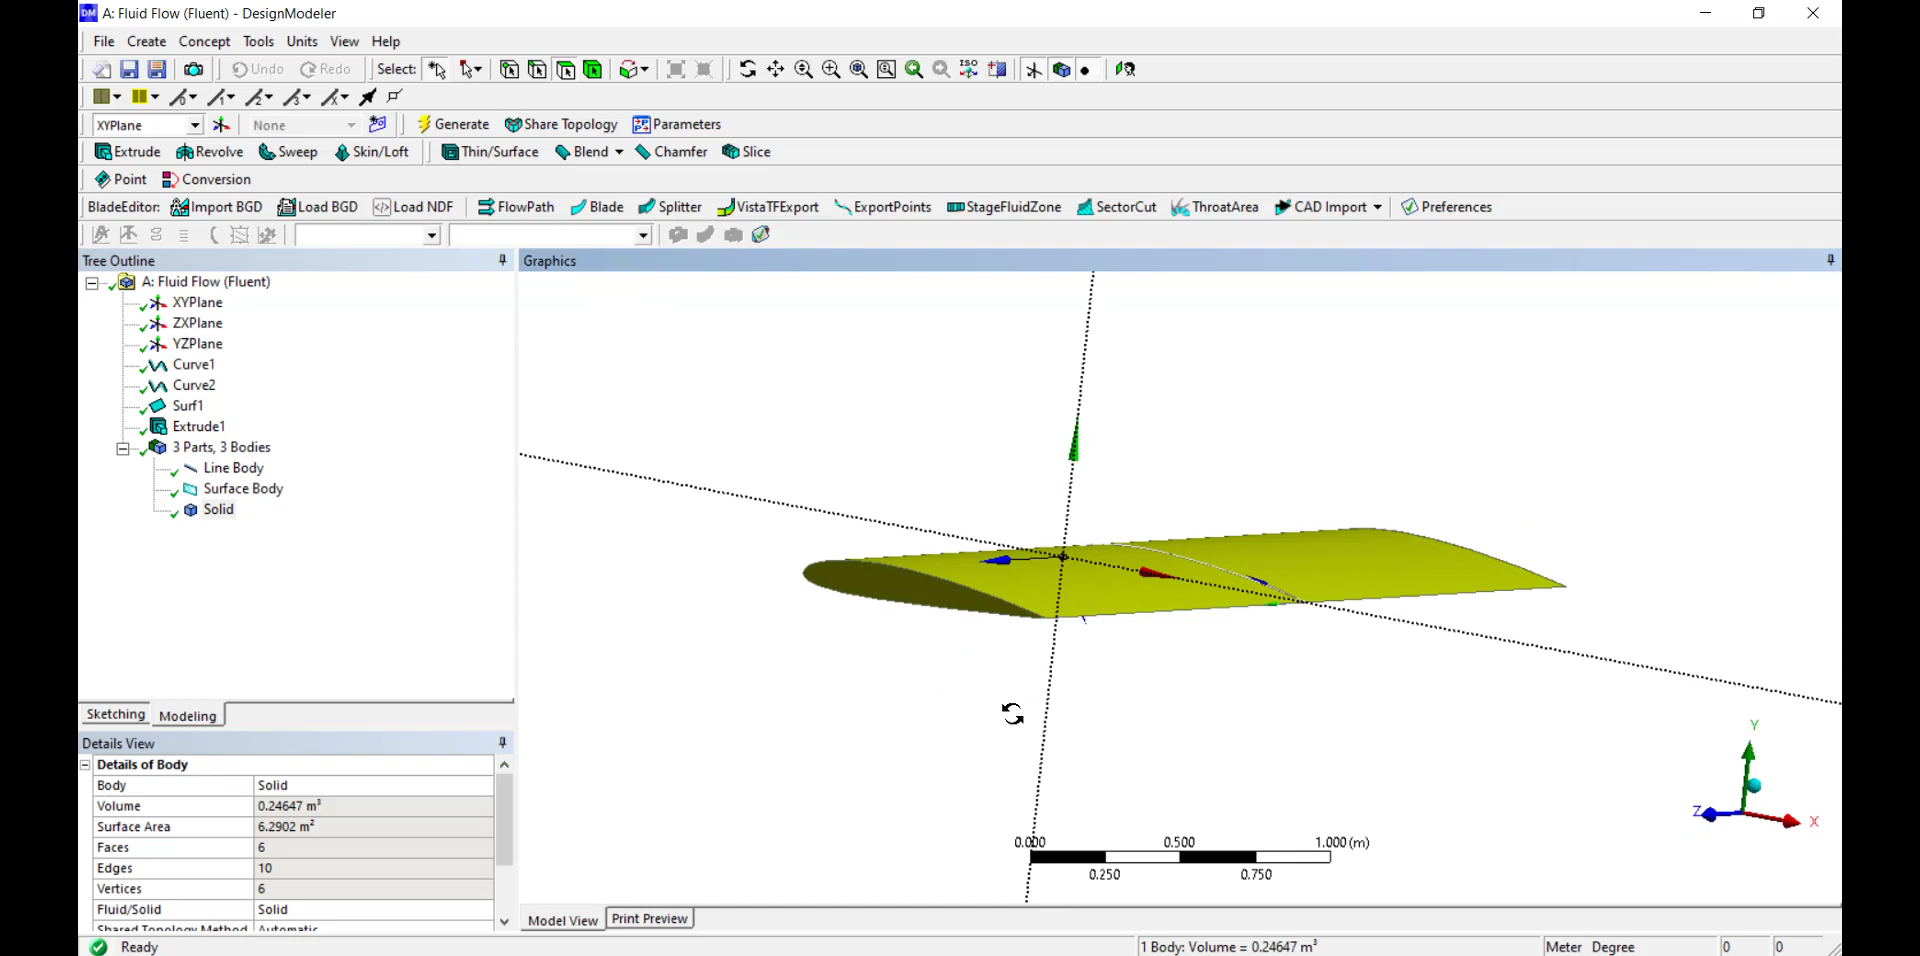 A: Fluid Flow (Fluent) - DesignModeler
File Create Concept Tools Units View Help
Undo Redo Select: ISO
XYPlane None Generate Share Topology Parameters
Extrude Revolve Sweep Skin/Loft Thin/Surface Blend Chamfer Slice
Point Conversion
BladeEditor: Import BGD Load BGD Load NDF FlowPath Blade Splitter VistaTFExport ExportPoints StageFluidZone SectorCut ThroatArea CAD Import Preferences
Tree Outline
A: Fluid Flow (Fluent)
XYPlane
ZXPlane
YZPlane
Curve1
Curve2
Surf1
Extrude1
3 Parts, 3 Bodies
Line Body
Surface Body
Solid
Sketching Modeling
Details View
Details of Body
Body Solid
Volume 0.24647 m³
Surface Area 6.2902 m²
Faces 6
Edges 10
Vertices 6
Fluid/Solid Solid
Shared Topology Method Automatic
Graphics
Y
Z
X
0.000 0.500 1.000 (m)
0.250 0.750
Model View Print Preview
Ready 1 Body: Volume = 0.24647 m³ Meter Degree 0 0